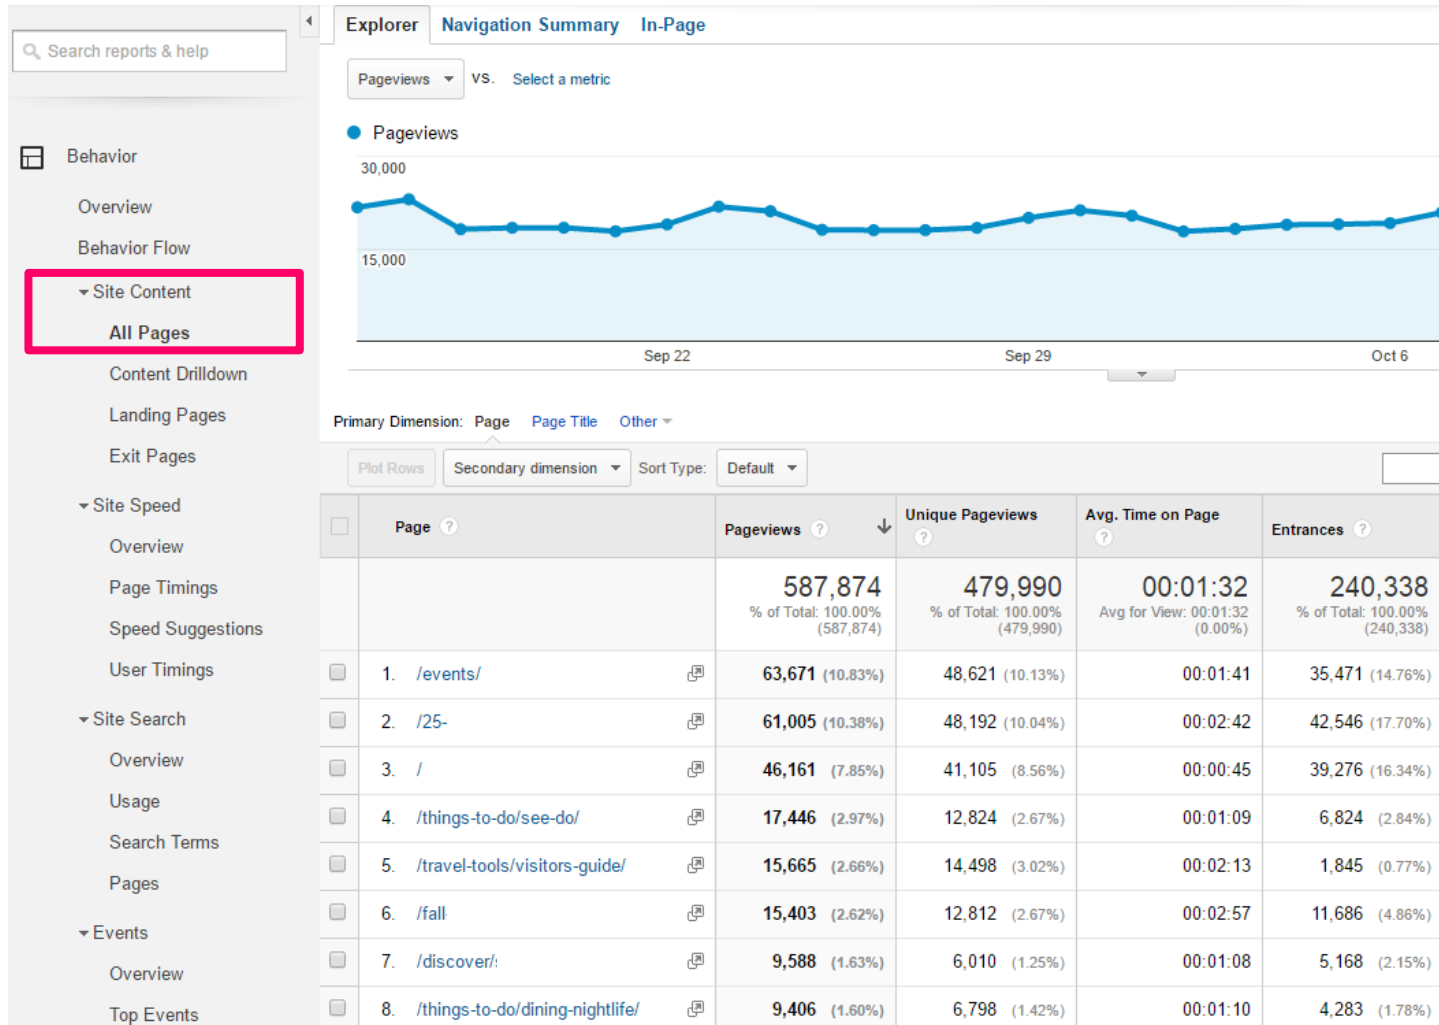 Search reports & help
Behavior
Overview
Behavior Flow
Site Content
All Pages
Content Drilldown
Landing Pages
Exit Pages
Site Speed
Overview
Page Timings
Speed Suggestions
User Timings
Site Search
Overview
Usage
Search Terms
Pages
Events
Overview
Top Events
Explorer Navigation Summary In-Page
Pageviews VS. Select a metric
Pageviews
30,000
15,000
Sep 22 Sep 29 Oct 6
Primary Dimension: Page Page Title Other
Plot Rows Secondary dimension Sort Type: Default
Page ? Pageviews ? Unique Pageviews ? Avg. Time on Page ? Entrances ?
587,874 479,990 00:01:32 240,338
% of Total: 100.00% % of Total: 100.00% Avg for View: 00:01:32 % of Total: 100.00%
(587,874) (479,990) (0.00%) (240,338)
1. /events/ 63,671 (10.83%) 48,621 (10.13%) 00:01:41 35,471 (14.76%)
2. /25- 61,005 (10.38%) 48,192 (10.04%) 00:02:42 42,546 (17.70%)
3. / 46,161 (7.85%) 41,105 (8.56%) 00:00:45 39,276 (16.34%)
4. /things-to-do/see-do/ 17,446 (2.97%) 12,824 (2.67%) 00:01:09 6,824 (2.84%)
5. /travel-tools/visitors-guide/ 15,665 (2.66%) 14,498 (3.02%) 00:02:13 1,845 (0.77%)
6. /fall 15,403 (2.62%) 12,812 (2.67%) 00:02:57 11,686 (4.86%)
7. /discover/ 9,588 (1.63%) 6,010 (1.25%) 00:01:08 5,168 (2.15%)
8. /things-to-do/dining-nightlife/ 9,406 (1.60%) 6,798 (1.42%) 00:01:10 4,283 (1.78%)